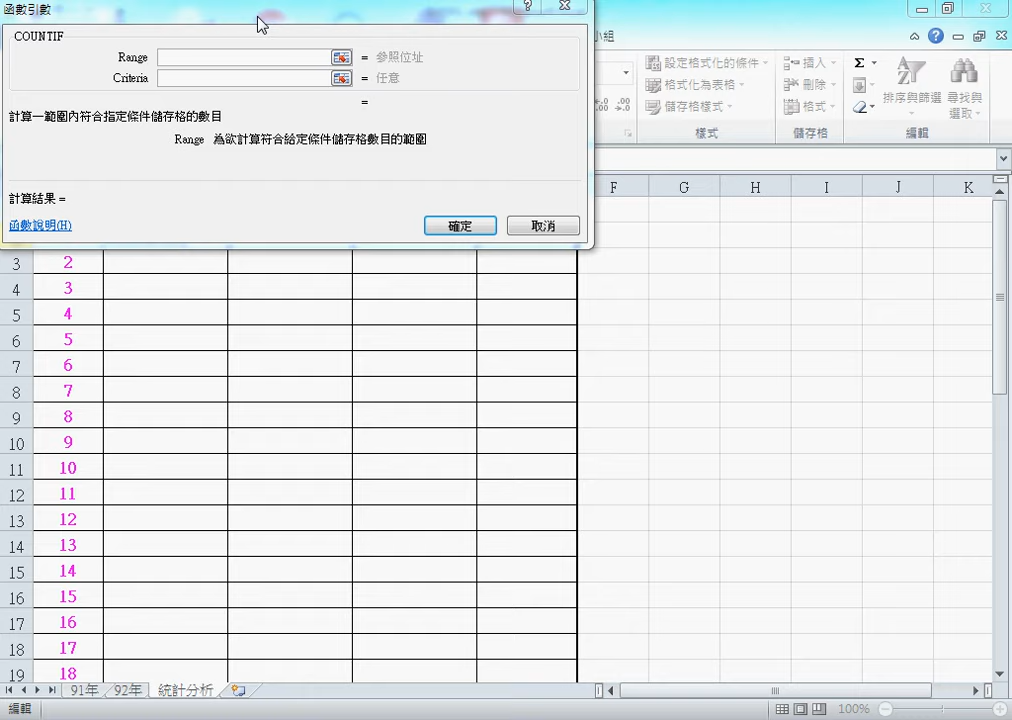 函數引數
COUNTIF
Range = 參照位址
Criteria = 任意
=
計算一範圍內符合指定條件儲存格的數目
Range 為欲計算符合給定條件儲存格數目的範圍
計算結果 =
函數說明(H)
確定 取消
小組
設定格式化的條件
格式化為表格
儲存格樣式
樣式
插入
刪除
格式
儲存格
Σ
排序與篩選
尋找與
選取
編輯
F G H I J K
3 2
4 3
5 4
6 5
7 6
8 7
9 8
10 9
11 10
12 11
13 12
14 13
15 14
16 15
17 16
18 17
19 18
91年 92年 統計分析
編輯
100%